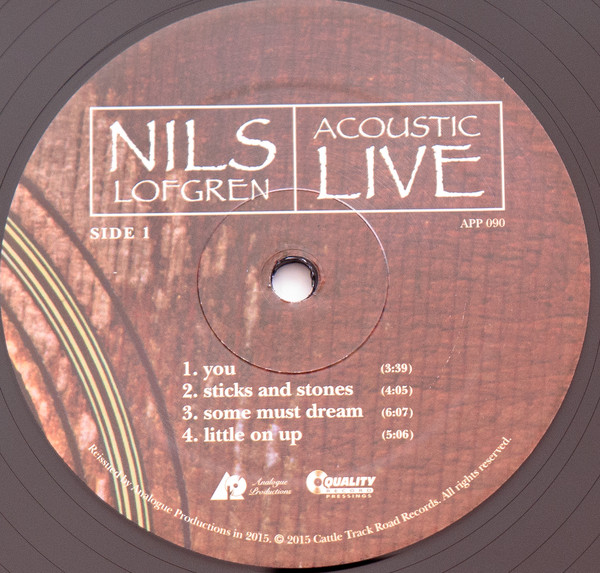 NILS
LOFGREN
ACOUSTIC
LIVE
SIDE 1
APP 090
1. you (3:39)
2. sticks and stones (4:05)
3. some must dream (6:07)
4. little on up (5:06)
AP
Analogue
Productions
QUALITY
RECORD
PRESSINGS
Reissued by Analogue Productions in 2015. © 2015 Cattle Track Road Records. All rights reserved.